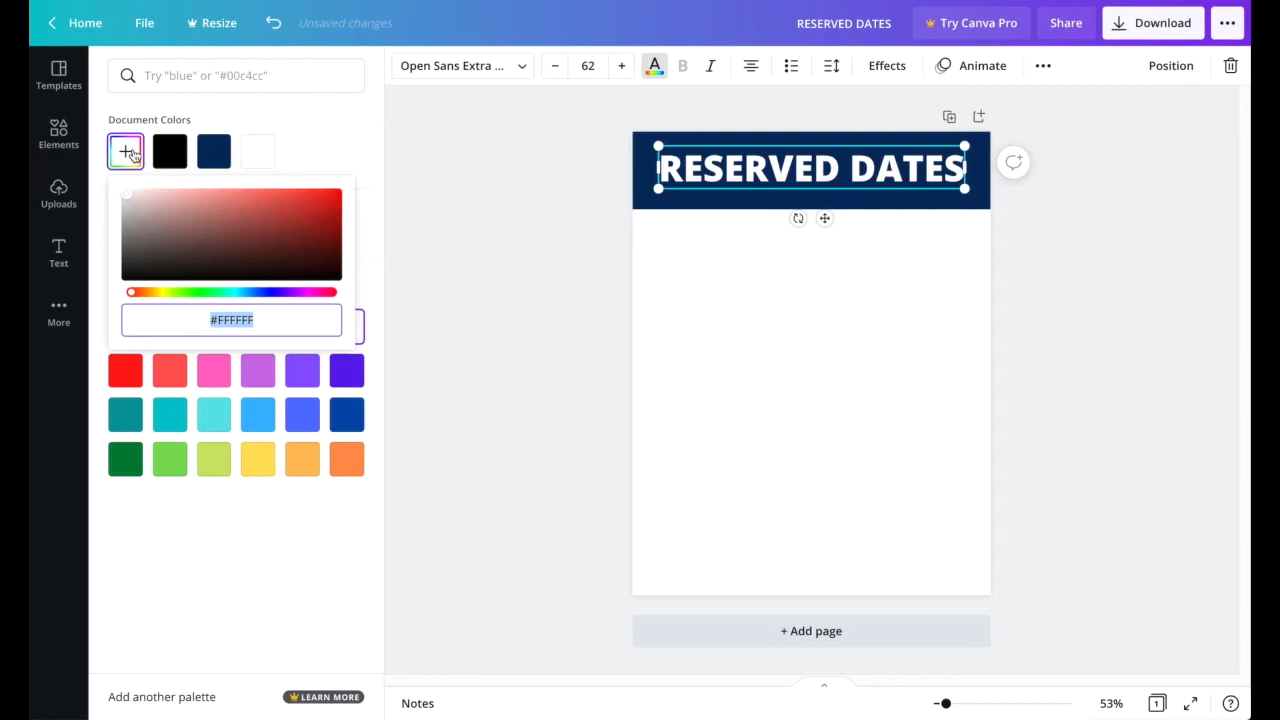 Home
File
Resize
Unsaved changes
RESERVED DATES
Try Canva Pro
Share
Download
Templates
Elements
Uploads
Text
More
Try "blue" or "#00c4cc"
Document Colors
#FFFFFF
Add another palette
LEARN MORE
Open Sans Extra ...
62
A
B
I
Effects
Animate
Position
RESERVED DATES
+ Add page
Notes
53%
1
?